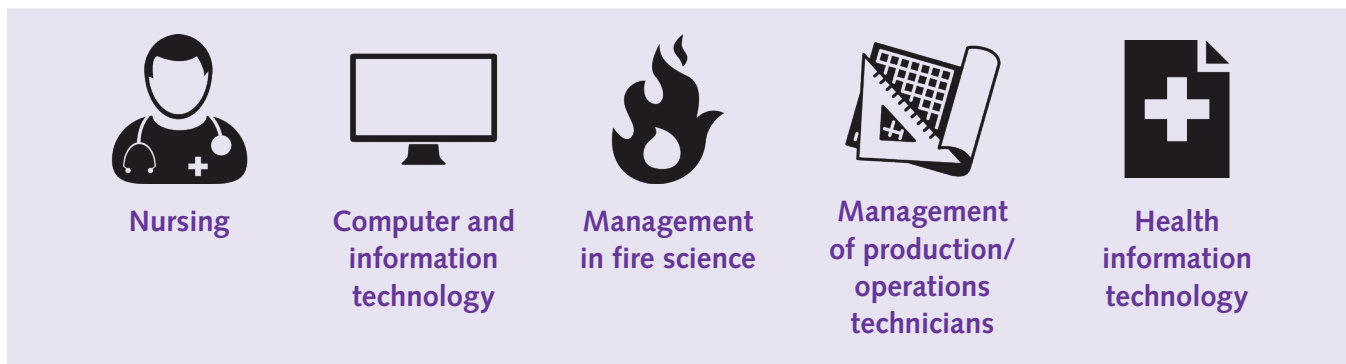 Nursing
Computer and
information
technology
Management
in fire science
Management
of production/
operations
technicians
Health
information
technology